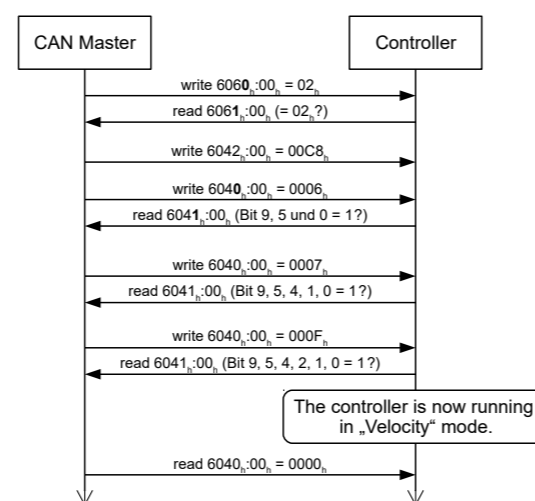 CAN Master
Controller
write 6060ₕ:00ₕ = 02ₕ
read 6061ₕ:00ₕ (= 02ₕ?)
write 6042ₕ:00ₕ = 00C8ₕ
write 6040ₕ:00ₕ = 0006ₕ
read 6041ₕ:00ₕ (Bit 9, 5 und 0 = 1?)
write 6040ₕ:00ₕ = 0007ₕ
read 6041ₕ:00ₕ (Bit 9, 5, 4, 1, 0 = 1?)
write 6040ₕ:00ₕ = 000Fₕ
read 6041ₕ:00ₕ (Bit 9, 5, 4, 2, 1, 0 = 1?)
The controller is now running
in „Velocity“ mode.
read 6040ₕ:00ₕ = 0000ₕ